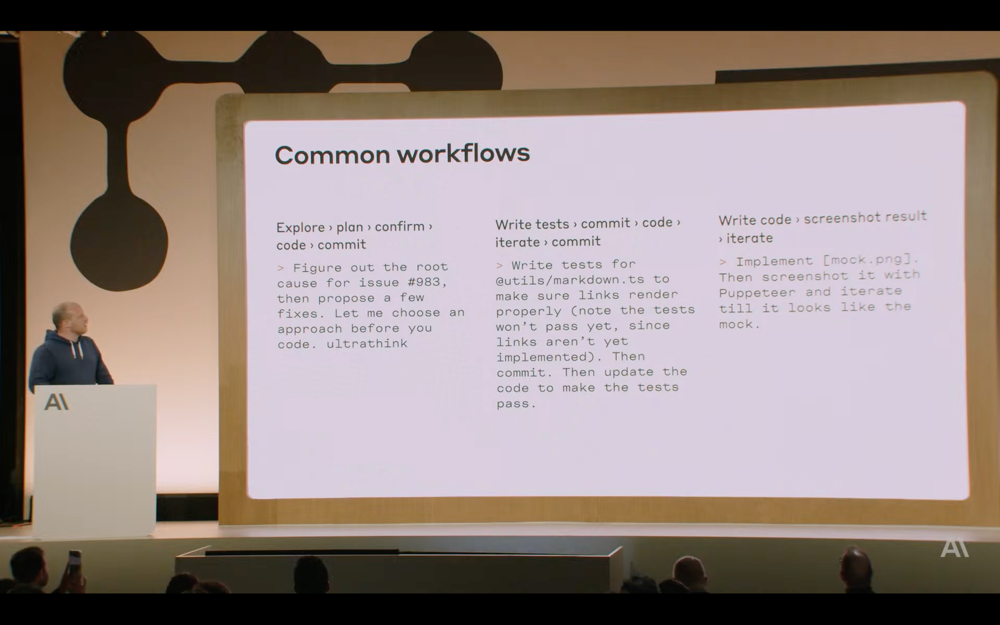 Common workflows
Explore › plan › confirm ›
code › commit
> Figure out the root
cause for issue #983,
then propose a few
fixes. Let me choose an
approach before you
code. ultrathink
Write tests › commit › code ›
iterate › commit
> Write tests for
@utils/markdown.ts to
make sure links render
properly (note the tests
won’t pass yet, since
links aren’t yet
implemented). Then
commit. Then update the
code to make the tests
pass.
Write code › screenshot result
› iterate
> Implement [mock.png].
Then screenshot it with
Puppeteer and iterate
till it looks like the
mock.
A\
A\